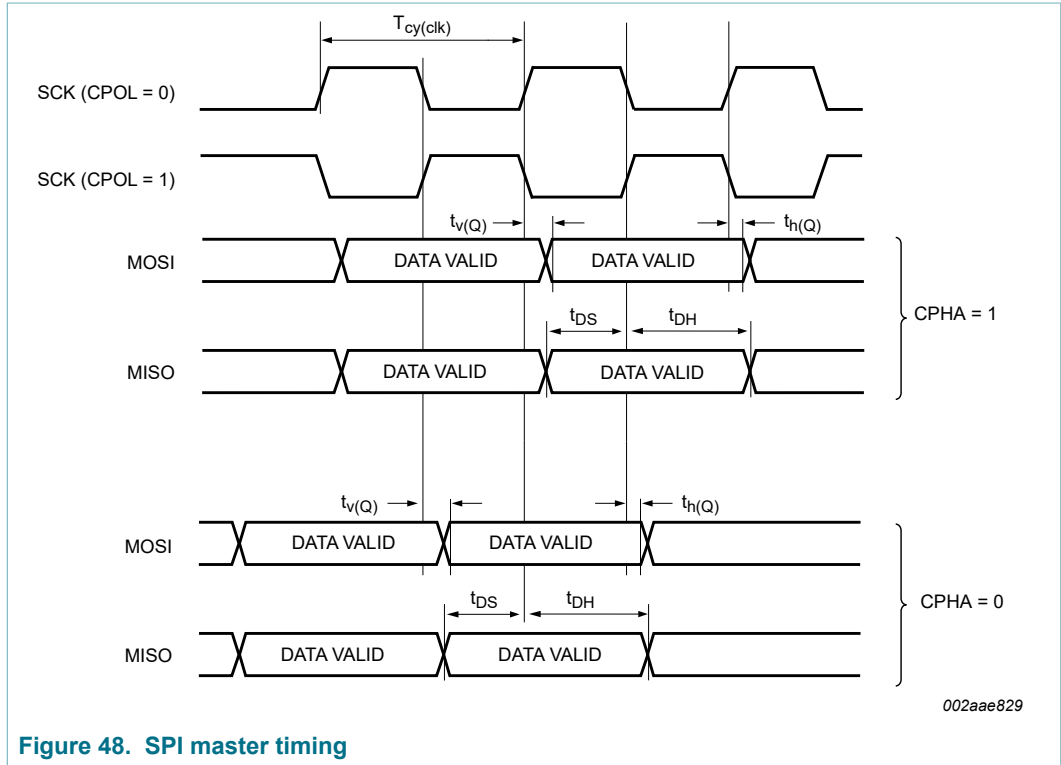 Tcy(clk)
SCK (CPOL = 0)
SCK (CPOL = 1)
tv(Q)
th(Q)
MOSI
DATA VALID
DATA VALID
tDS
tDH
CPHA = 1
MISO
DATA VALID
DATA VALID
tv(Q)
th(Q)
MOSI
DATA VALID
DATA VALID
tDS
tDH
CPHA = 0
MISO
DATA VALID
DATA VALID
002aae829
Figure 48. SPI master timing